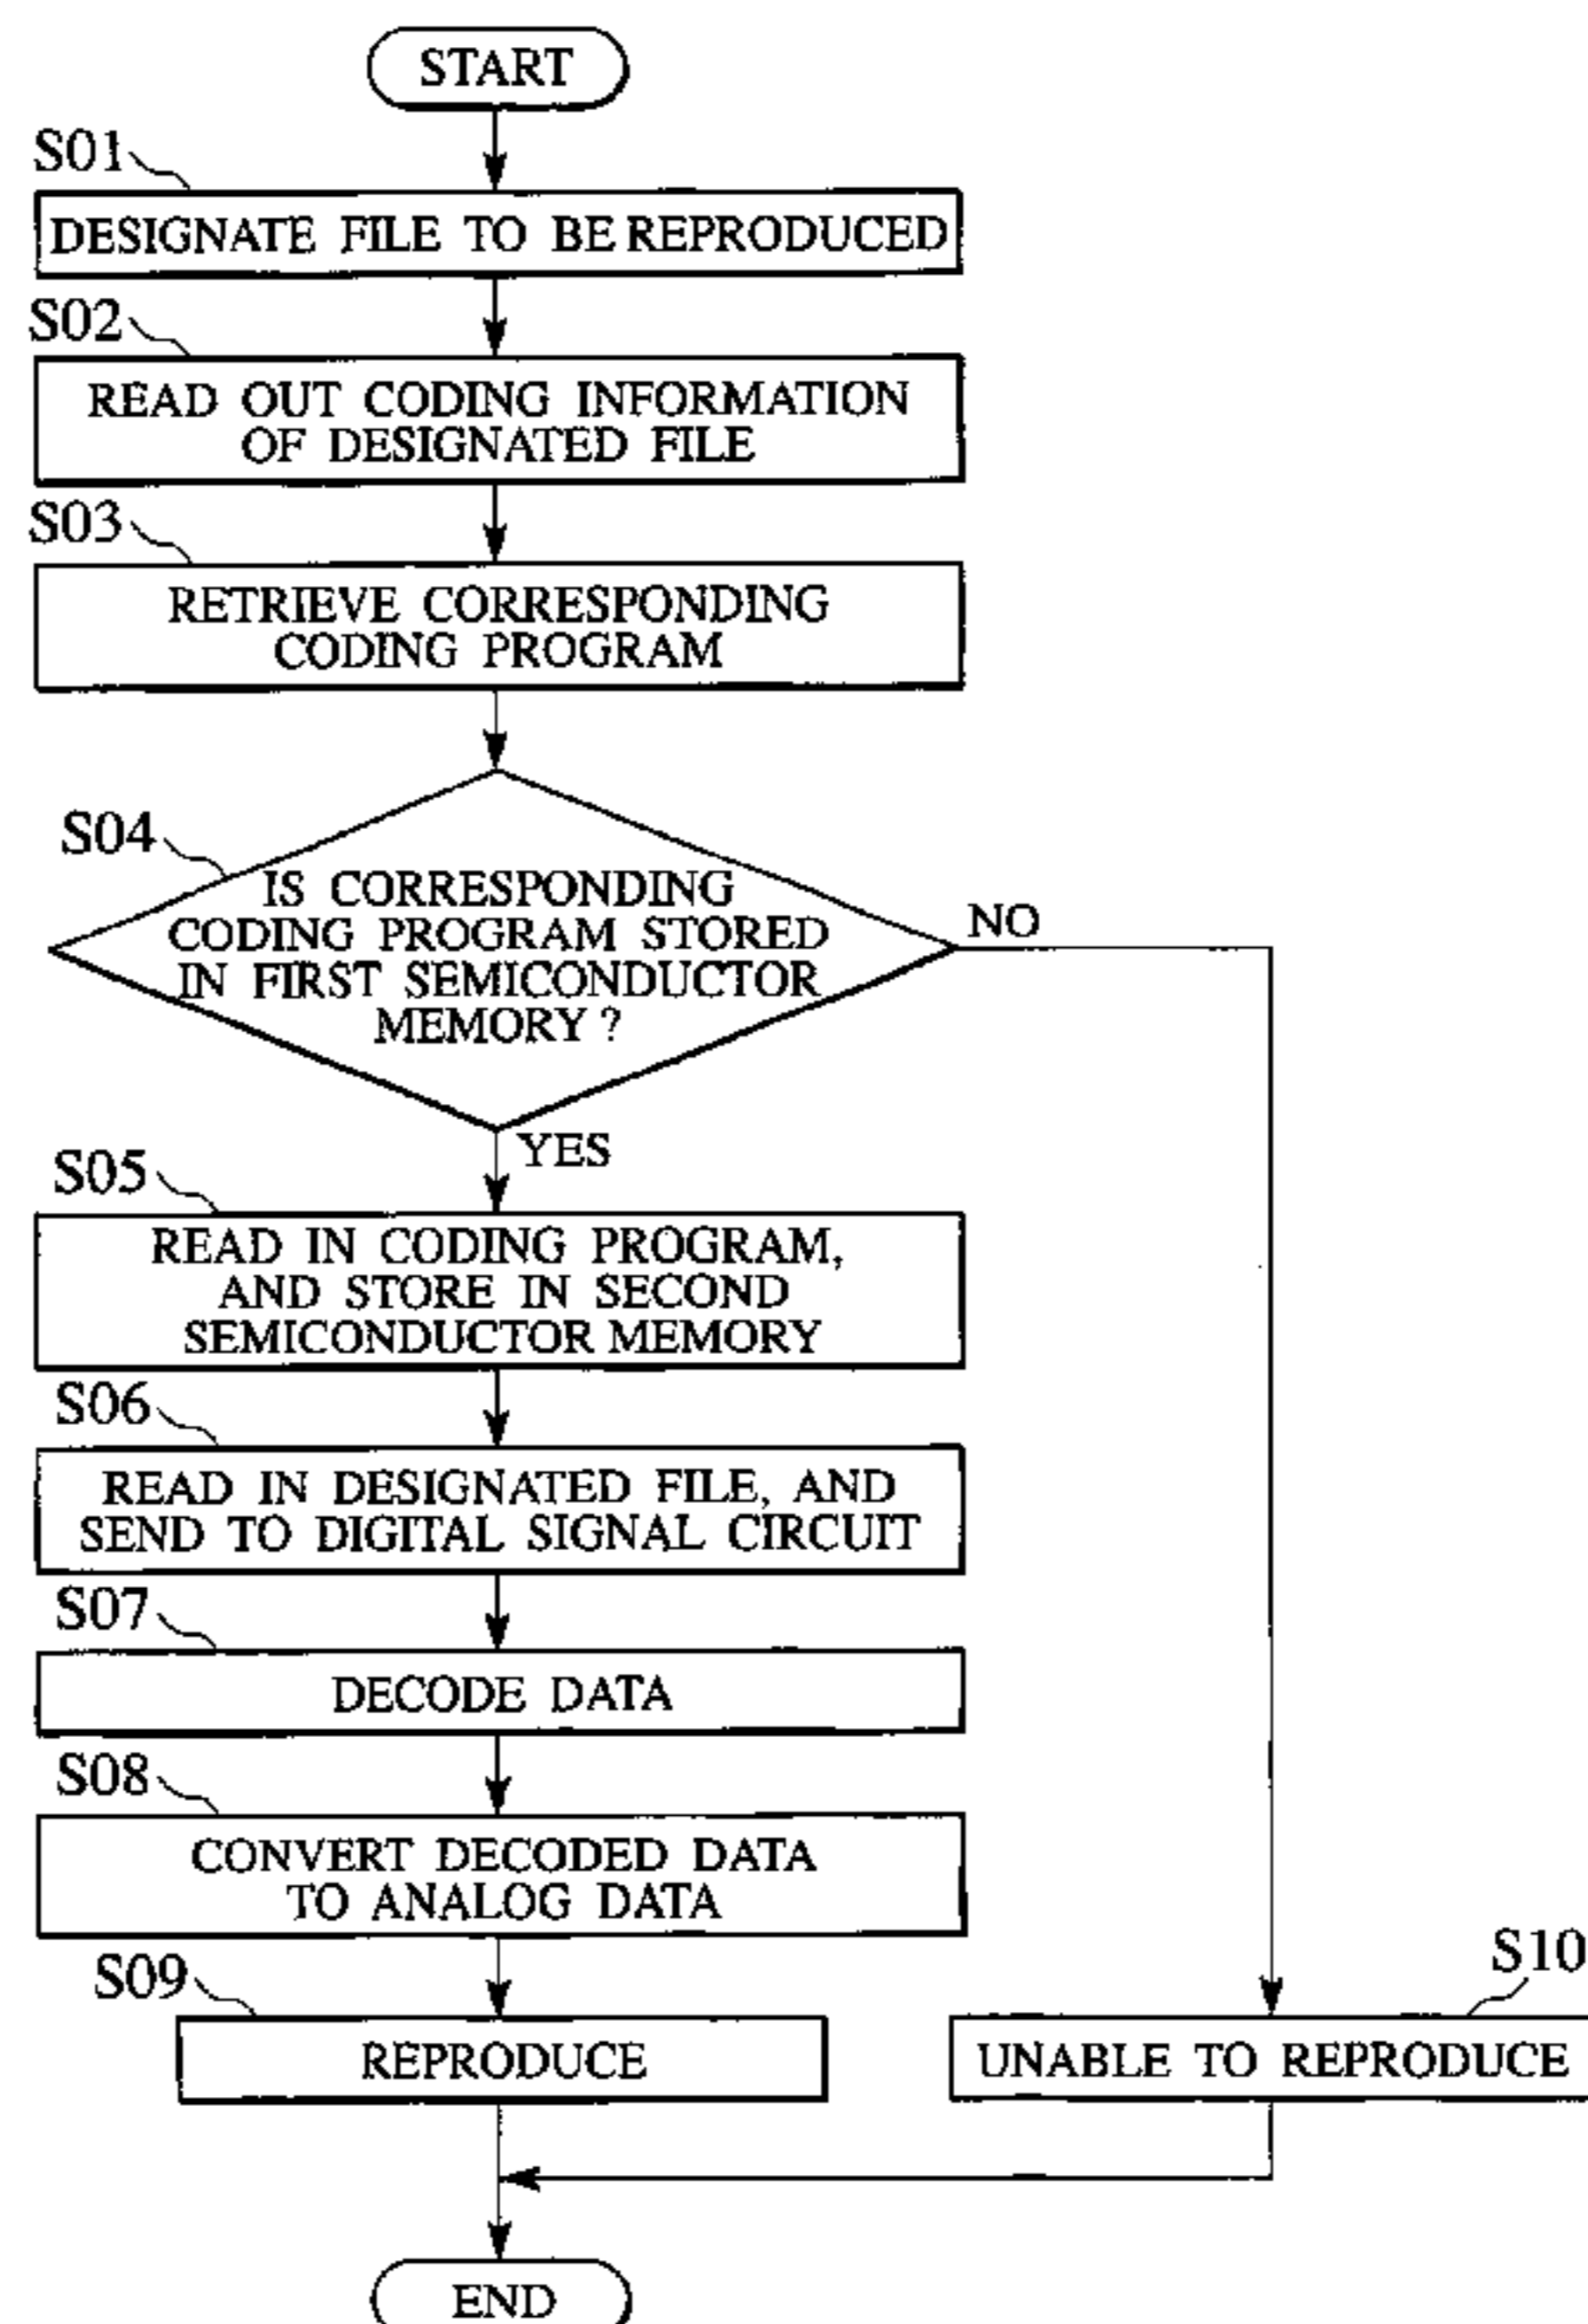 START
S01
DESIGNATE FILE TO BE REPRODUCED
S02
READ OUT CODING INFORMATION
OF DESIGNATED FILE
S03
RETRIEVE CORRESPONDING
CODING PROGRAM
S04
IS CORRESPONDING
CODING PROGRAM STORED
IN FIRST SEMICONDUCTOR
MEMORY?
NO
YES
S05
READ IN CODING PROGRAM,
AND STORE IN SECOND
SEMICONDUCTOR MEMORY
S06
READ IN DESIGNATED FILE, AND
SEND TO DIGITAL SIGNAL CIRCUIT
S07
DECODE DATA
S08
CONVERT DECODED DATA
TO ANALOG DATA
S09
REPRODUCE
S10
UNABLE TO REPRODUCE
END